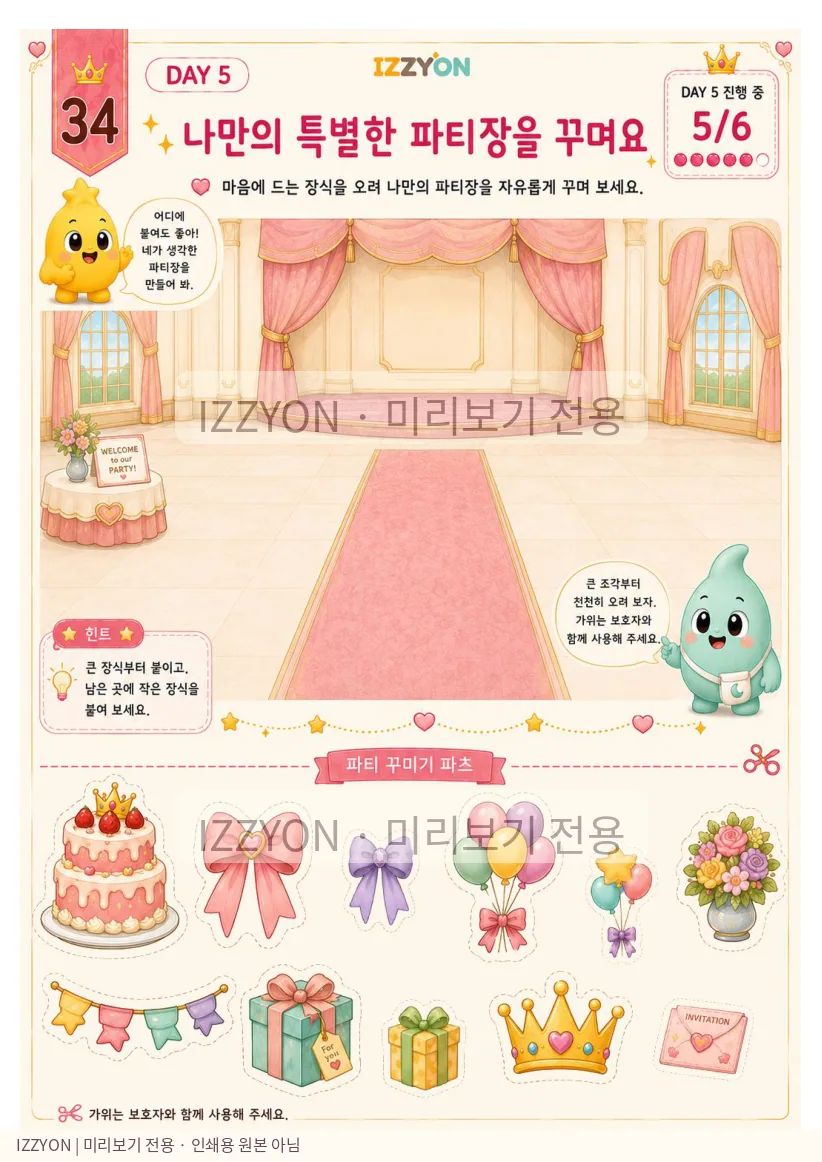 34
DAY 5
IZZYON
DAY 5 진행 중
5/6
나만의 특별한 파티장을 꾸며요
마음에 드는 장식을 오려 나만의 파티장을 자유롭게 꾸며 보세요.
어디에
붙여도 좋아!
네가 생각한
파티장을
만들어 봐.
IZZYON · 미리보기 전용
WELCOME
to our
PARTY!
큰 조각부터
천천히 오려 보자.
가위는 보호자와
함께 사용해 주세요.
힌트
큰 장식부터 붙이고,
남은 곳에 작은 장식을
붙여 보세요.
파티 꾸미기 파츠
IZZYON · 미리보기 전용
For
you
INVITATION
가위는 보호자와 함께 사용해 주세요.
IZZYON | 미리보기 전용 · 인쇄용 원본 아님